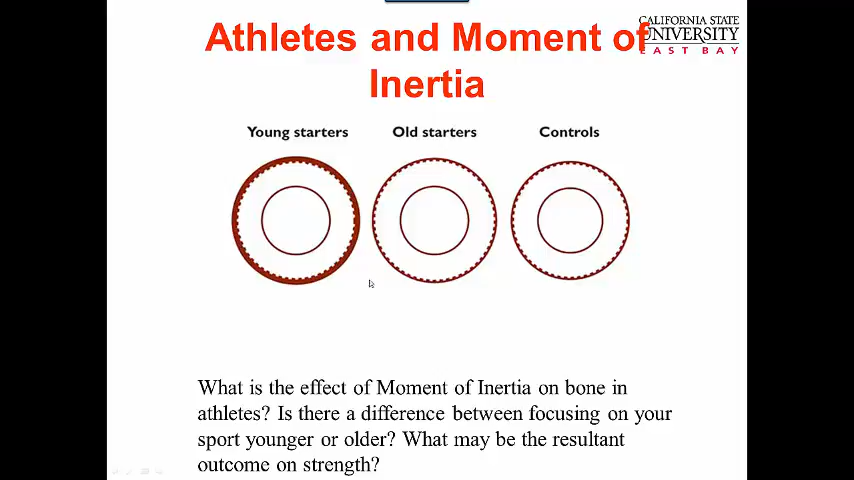 Athletes and Moment of
Inertia
CALIFORNIA STATE
UNIVERSITY
EAST BAY
Young starters
Old starters
Controls
What is the effect of Moment of Inertia on bone in
athletes? Is there a difference between focusing on your
sport younger or older? What may be the resultant
outcome on strength?